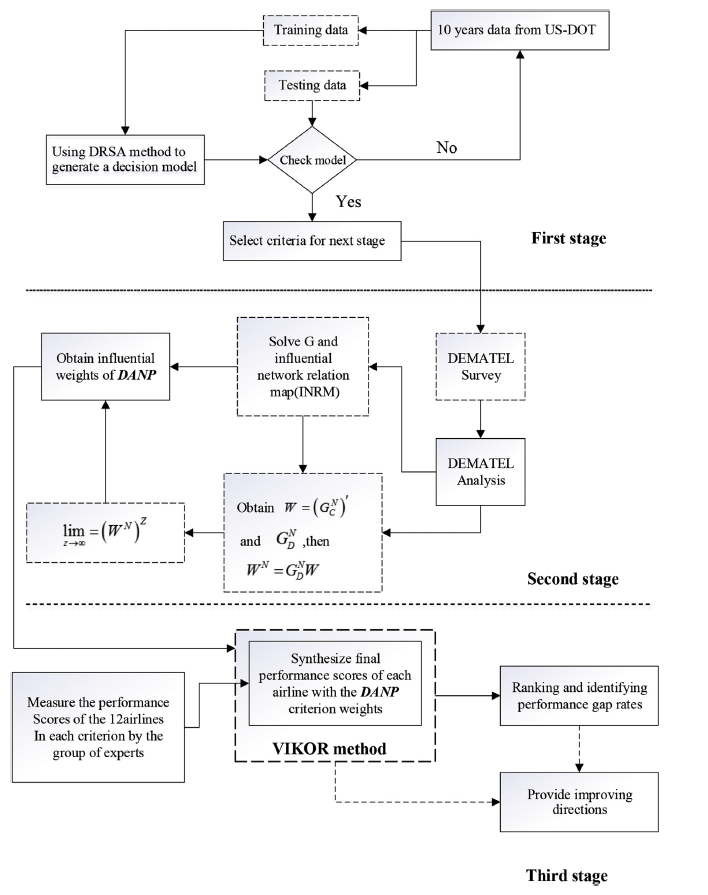 Training data
10 years data from US-DOT
Testing data
Using DRSA method to
generate a decision model
Check model
No
Yes
Select criteria for next stage
First stage
Obtain influential
weights of DANP
Solve G and
influential
network relation
map(INRM)
DEMATEL
Survey
DEMATEL
Analysis
Obtain W = (G_C^N)′
and G_D^N ,then
W^N = G_D^N W
lim_{z→∞} = (W^N)^Z
Second stage
Measure the performance
Scores of the 12airlines
In each criterion by the
group of experts
Synthesize final
performance scores of each
airline with the DANP
criterion weights
VIKOR method
Ranking and identifying
performance gap rates
Provide improving
directions
Third stage